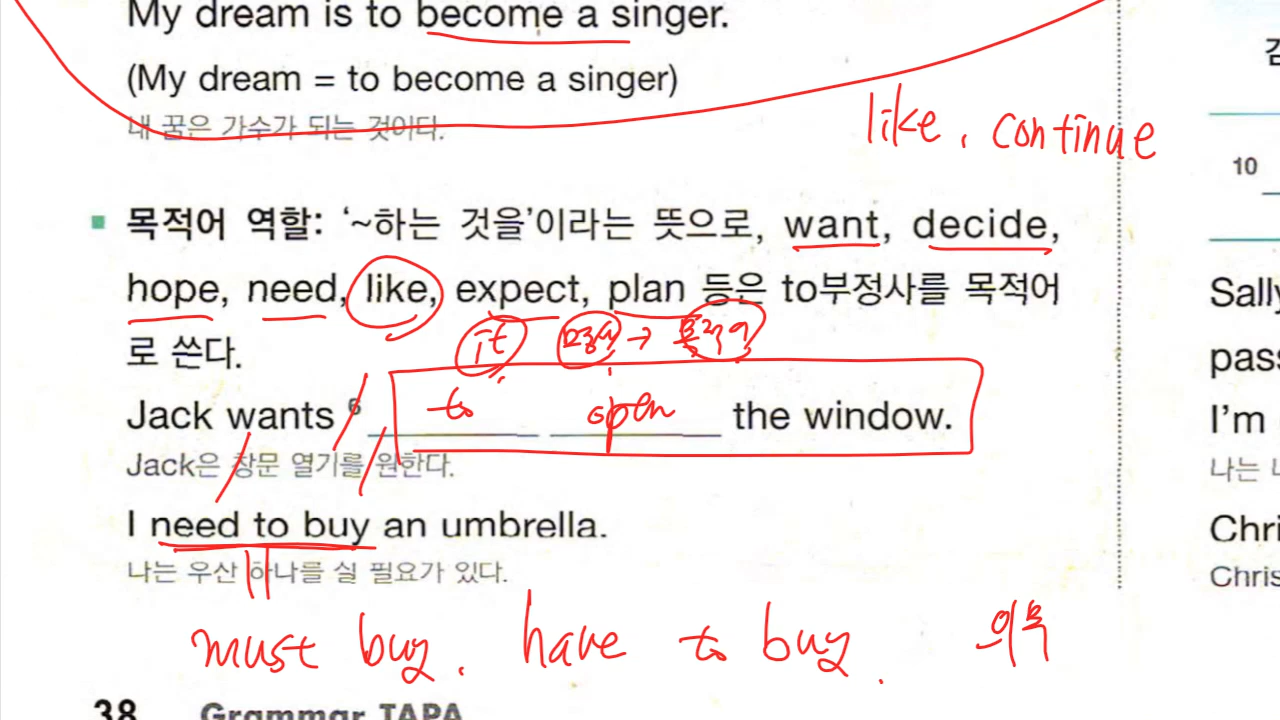 My dream is to become a singer.
(My dream = to become a singer)
내 꿈은 가수가 되는 것이다.
like, continue
10
목적어 역할: ‘~하는 것을’이라는 뜻으로, want, decide,
hope, need, like, expect, plan 등은 to부정사를 목적어
로 쓴다.
it → 목적어
Jack wants 6 to open the window.
Jack은 창문 열기를 원한다.
I need to buy an umbrella.
나는 우산 하나를 실 필요가 있다.
must buy. have to buy. 의무
38 Grammar TAPA
Sally
pass
I'm
나는 ㄴ
Chri
Chris